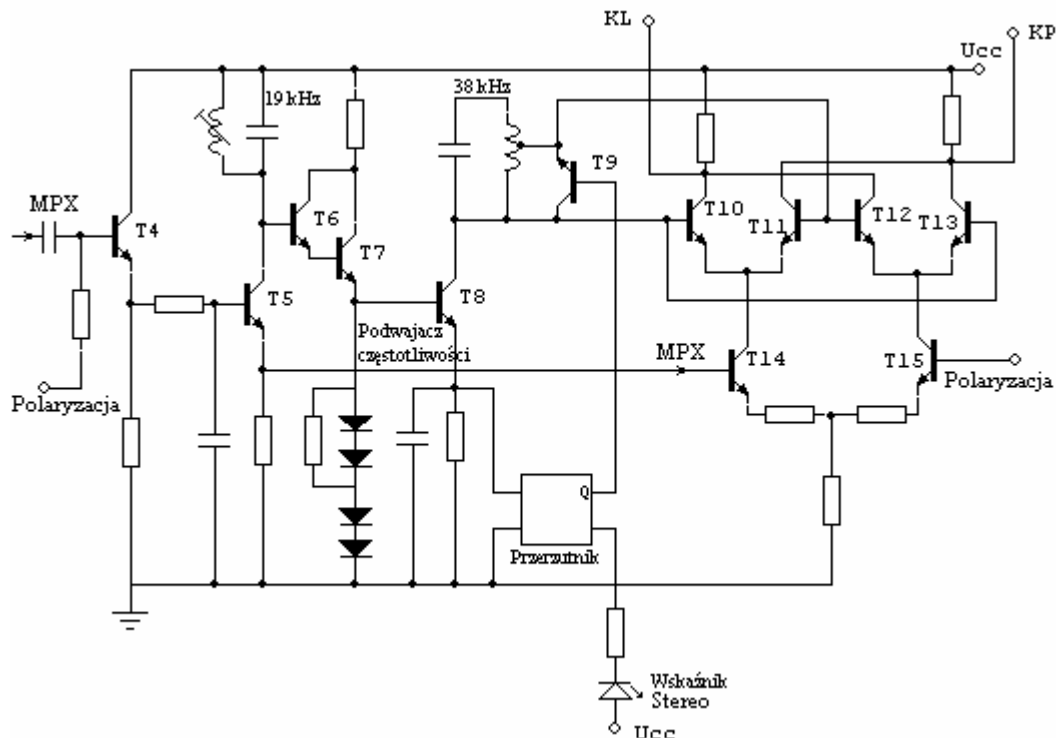 KL
KP
Ucc
19 kHz
38 kHz
T9
MPX
T4
T6
T10
T11
T12
T13
T7
T5
T8
Podwajacz
częstotliwości
MPX
T14
T15
Polaryzacja
Polaryzacja
Q
Przerzutnik
Wskaźnik
Stereo
Ucc